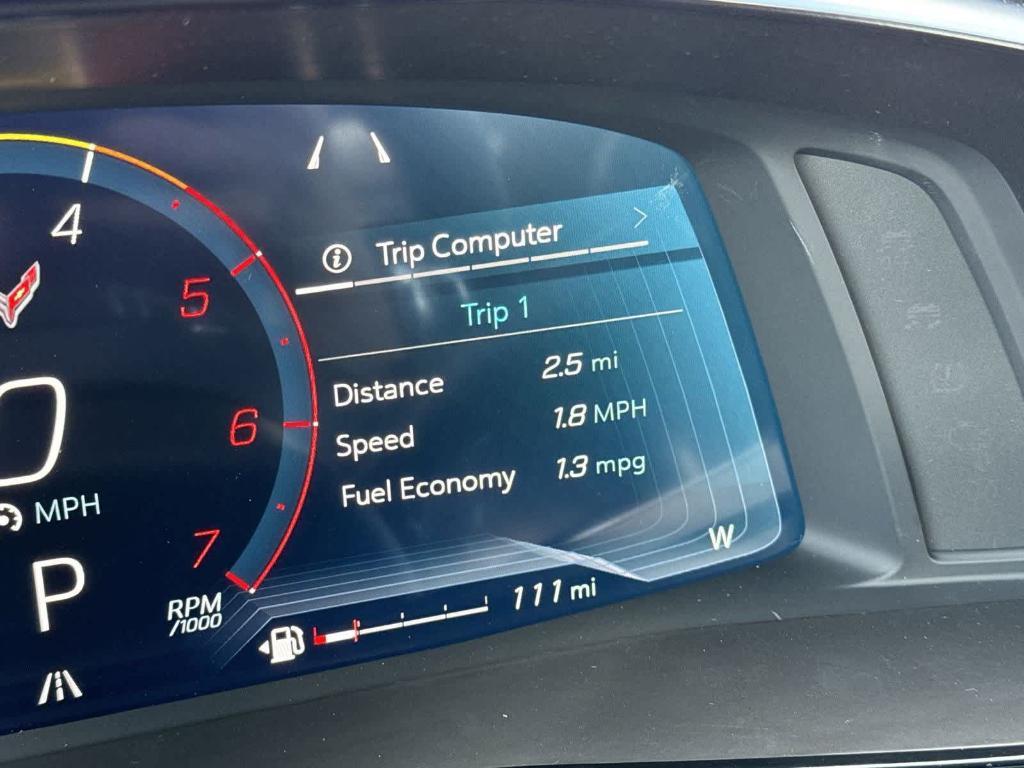 4
Trip Computer
Trip 1
5
Distance 2.5 mi
6
Speed 1.8 MPH
0
Fuel Economy 1.3 mpg
MPH
7
W
P
RPM
/1000
111 mi